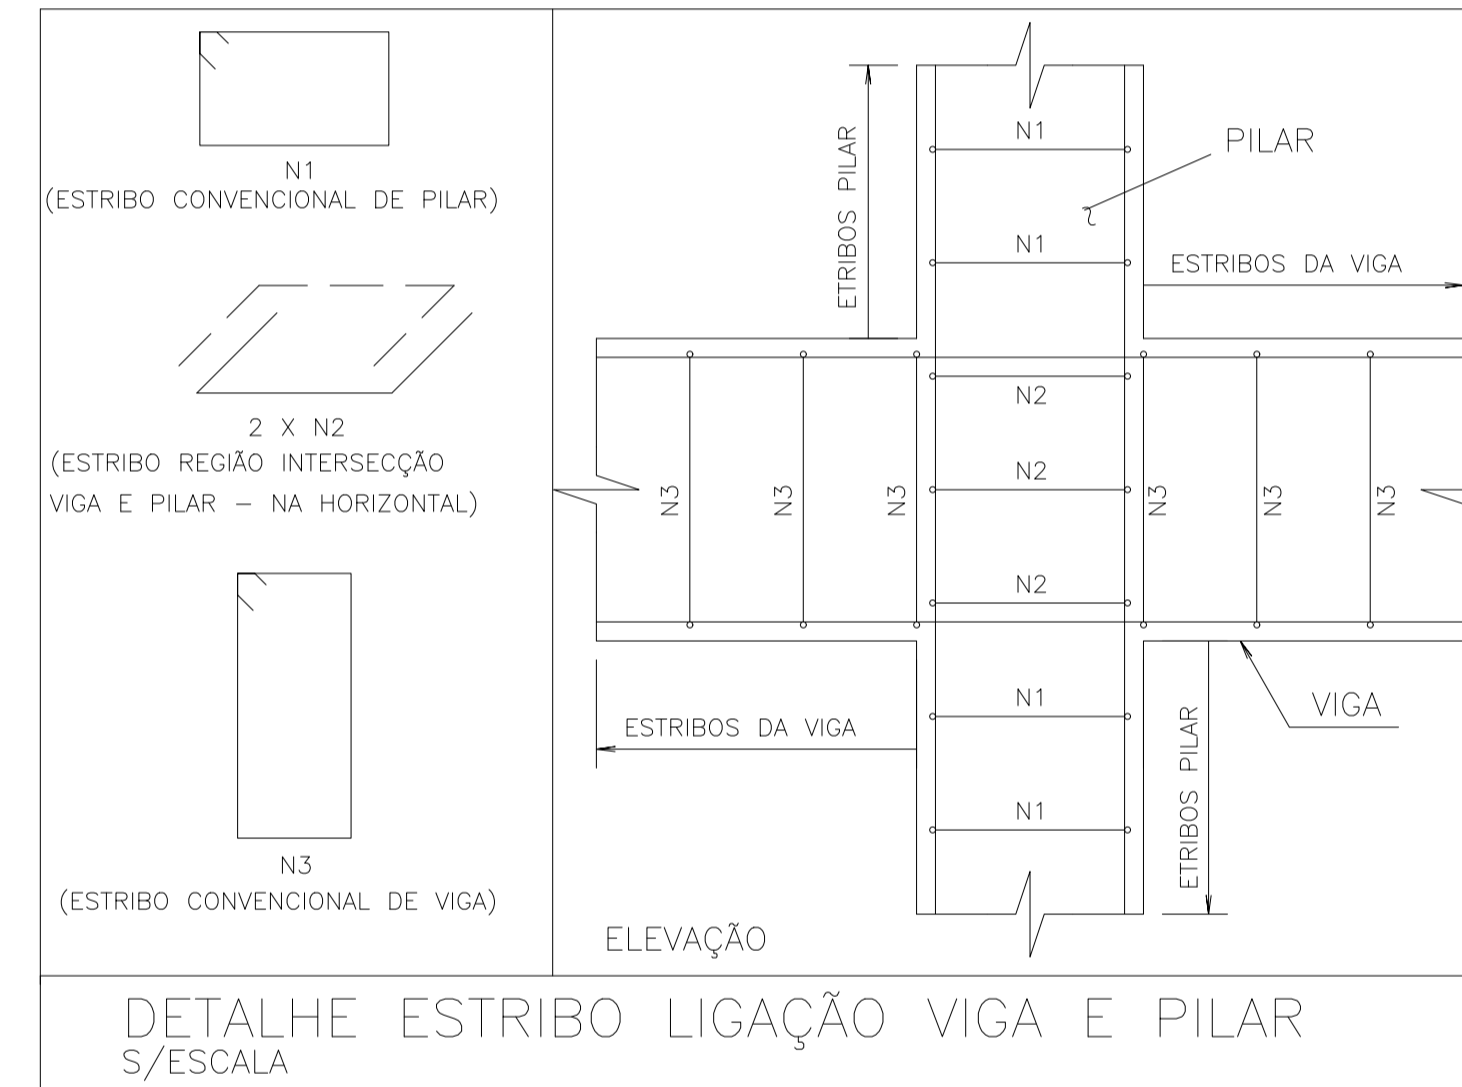 N1
(ESTRIBO CONVENCIONAL DE PILAR)
2 X N2
(ESTRIBO REGIÃO INTERSECÇÃO
VIGA E PILAR – NA HORIZONTAL)
N3
(ESTRIBO CONVENCIONAL DE VIGA)
ETRIBOS PILAR
N1
PILAR
N1
ESTRIBOS DA VIGA
N2
N2
N3
N3
N3
N3
N3
N3
N2
N1
ESTRIBOS DA VIGA
VIGA
ETRIBOS PILAR
N1
ELEVAÇÃO
DETALHE ESTRIBO LIGAÇÃO VIGA E PILAR
S/ESCALA